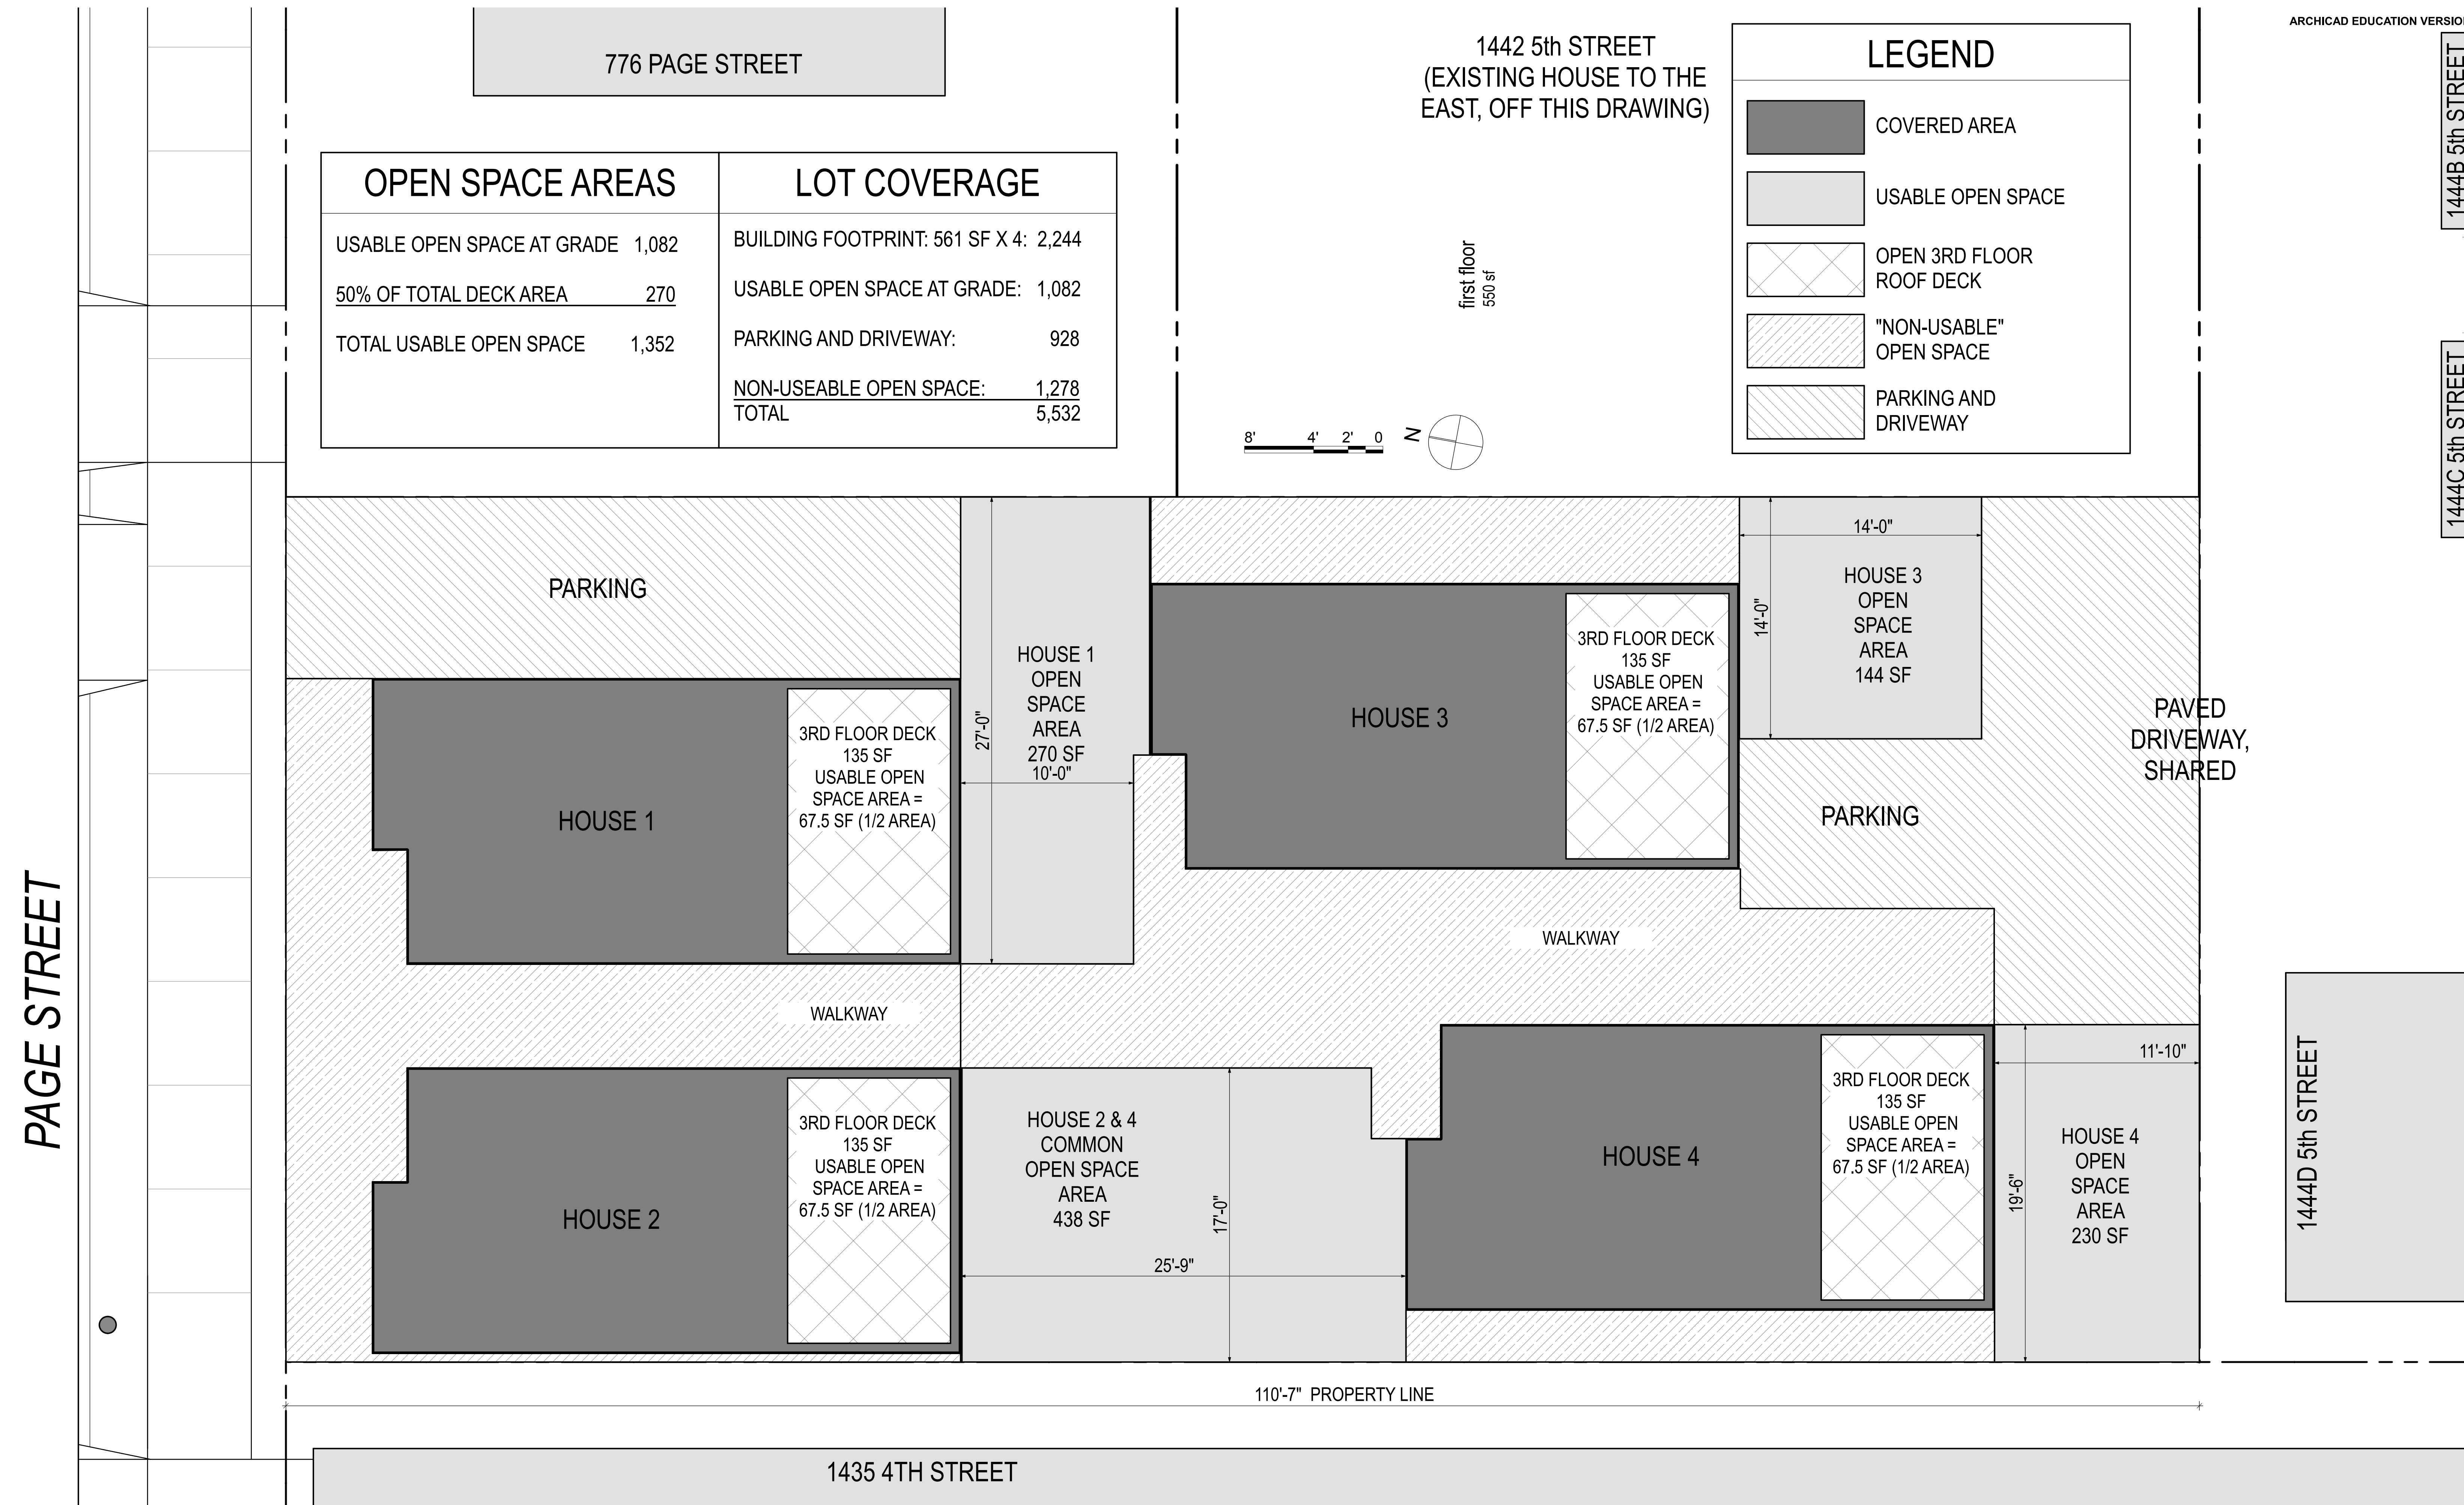 ARCHICAD EDUCATION VERSION
776 PAGE STREET
1442 5th STREET
(EXISTING HOUSE TO THE
EAST, OFF THIS DRAWING)
LEGEND
COVERED AREA
USABLE OPEN SPACE
OPEN 3RD FLOOR
ROOF DECK
"NON-USABLE"
OPEN SPACE
PARKING AND
DRIVEWAY
1444B 5th STREET
1444C 5th STREET
OPEN SPACE AREAS
USABLE OPEN SPACE AT GRADE 1,082
50% OF TOTAL DECK AREA 270
TOTAL USABLE OPEN SPACE 1,352
LOT COVERAGE
BUILDING FOOTPRINT: 561 SF X 4: 2,244
USABLE OPEN SPACE AT GRADE: 1,082
PARKING AND DRIVEWAY: 928
NON-USEABLE OPEN SPACE: 1,278
TOTAL 5,532
first floor
550 sf
8' 4' 2' 0
N
PARKING
HOUSE 1
OPEN
SPACE
AREA
270 SF
10'-0"
27'-0"
HOUSE 1
3RD FLOOR DECK
135 SF
USABLE OPEN
SPACE AREA =
67.5 SF (1/2 AREA)
HOUSE 3
3RD FLOOR DECK
135 SF
USABLE OPEN
SPACE AREA =
67.5 SF (1/2 AREA)
14'-0"
14'-0"
HOUSE 3
OPEN
SPACE
AREA
144 SF
PAVED
DRIVEWAY,
SHARED
PARKING
WALKWAY
WALKWAY
PAGE STREET
HOUSE 2
3RD FLOOR DECK
135 SF
USABLE OPEN
SPACE AREA =
67.5 SF (1/2 AREA)
HOUSE 2 & 4
COMMON
OPEN SPACE
AREA
438 SF
17'-0"
25'-9"
HOUSE 4
3RD FLOOR DECK
135 SF
USABLE OPEN
SPACE AREA =
67.5 SF (1/2 AREA)
11'-10"
19'-6"
HOUSE 4
OPEN
SPACE
AREA
230 SF
1444D 5th STREET
110'-7" PROPERTY LINE
1435 4TH STREET